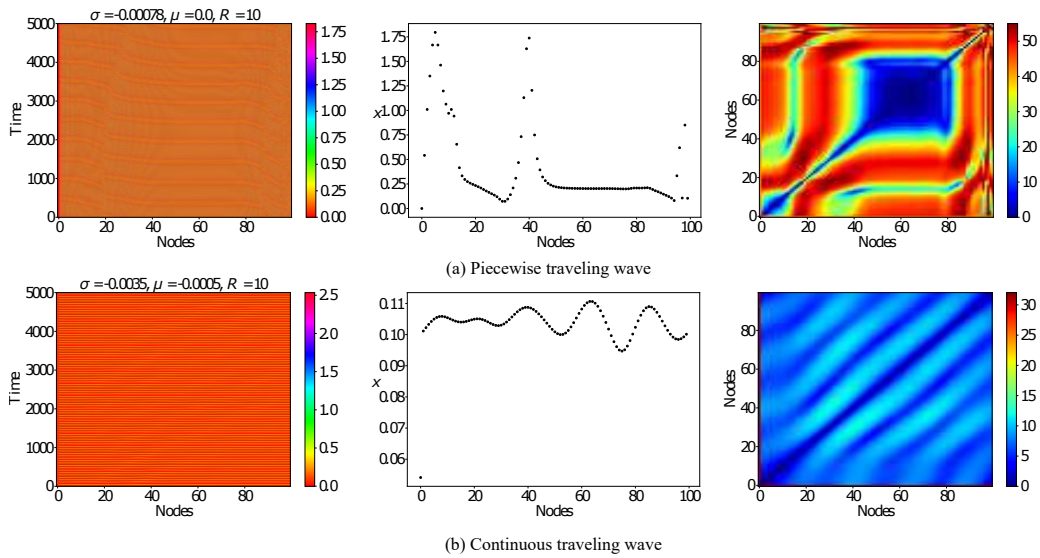 σ = -0.00078, μ = 0.0, R = 10
5000
4000
3000
2000
1000
0
Time
0 20 40 60 80
Nodes
1.75
1.50
1.25
1.00
0.75
0.50
0.25
0.00
1.75
1.50
1.25
1.0
x
0.75
0.50
0.25
0.00
0 20 40 60 80 100
Nodes
80
60
40
20
0
Nodes
0 20 40 60 80
Nodes
50
40
30
20
10
0
(a) Piecewise traveling wave
σ = -0.0035, μ = -0.0005, R = 10
5000
4000
3000
2000
1000
0
Time
0 20 40 60 80
Nodes
2.5
2.0
1.5
1.0
0.5
0.0
0.11
0.10
0.09
x
0.08
0.07
0.06
0 20 40 60 80 100
Nodes
80
60
40
20
0
Nodes
0 20 40 60 80
Nodes
30
25
20
15
10
5
0
(b) Continuous traveling wave